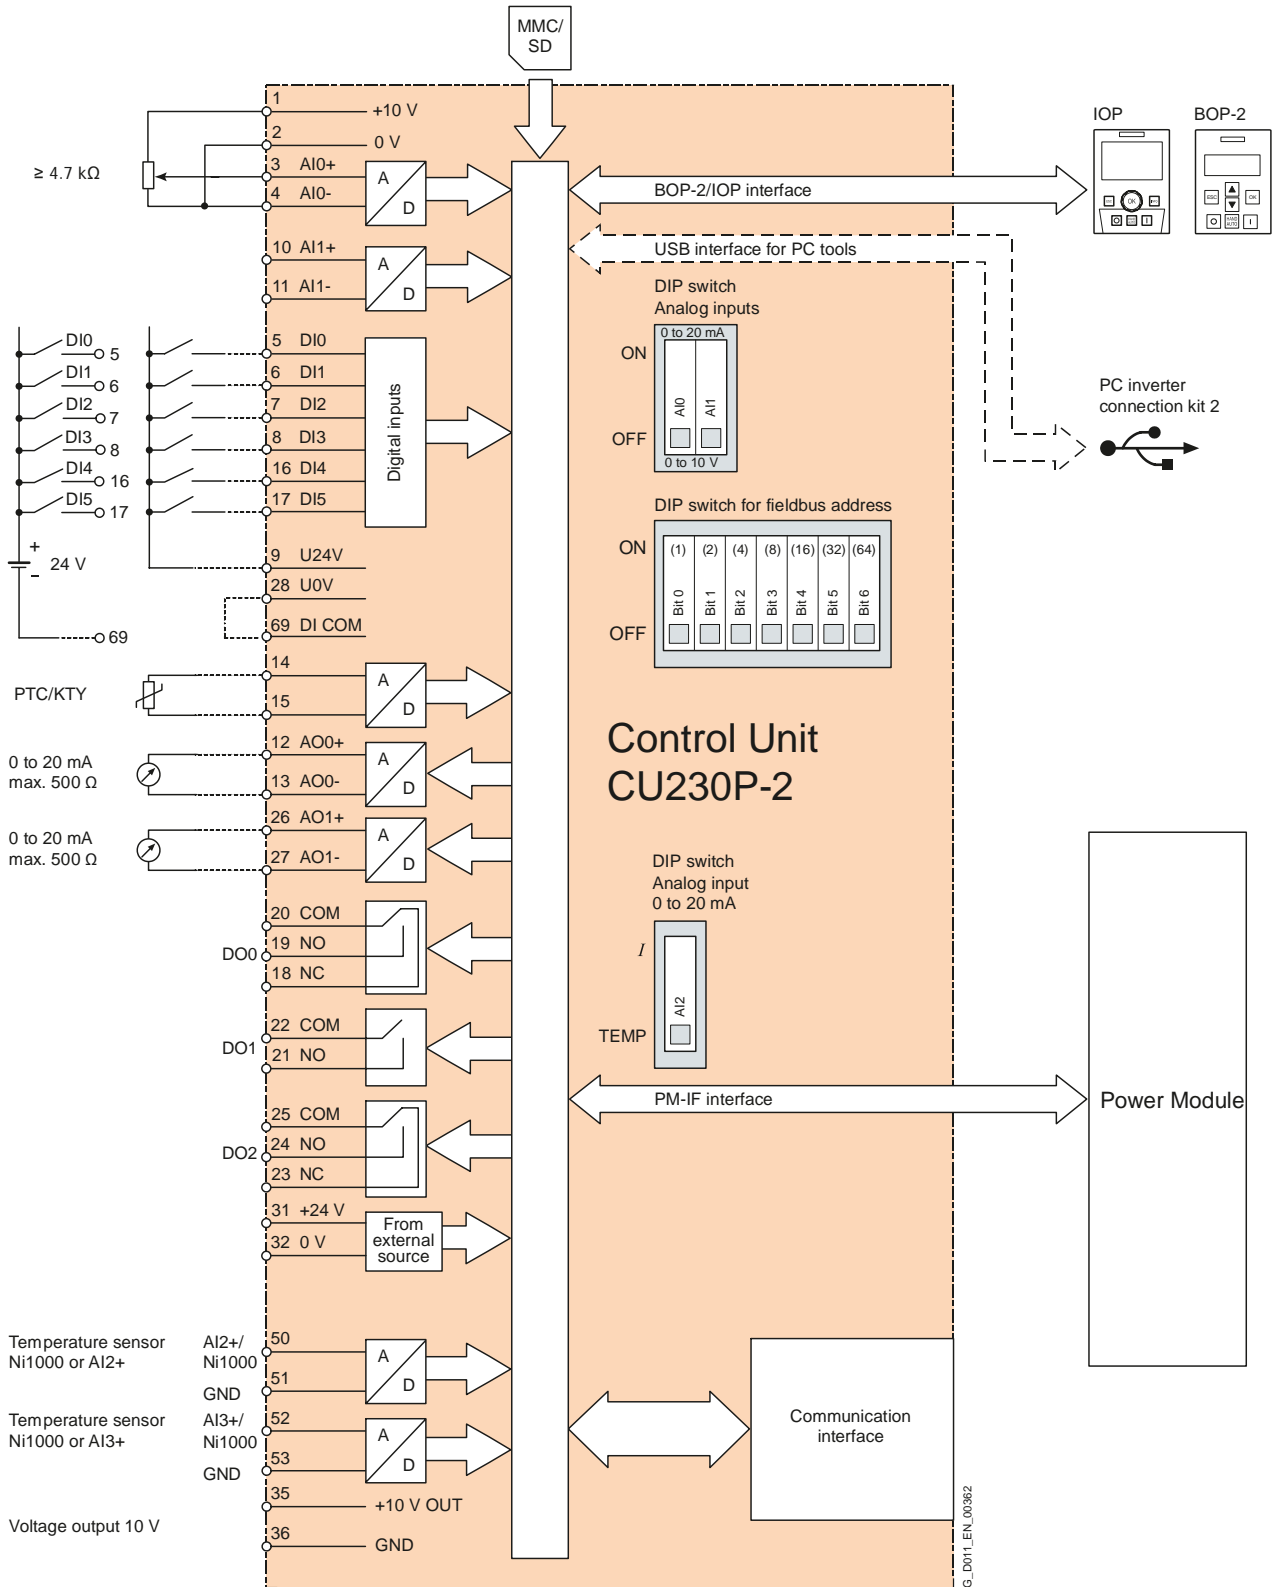 MMC/
SD
1
+10 V
2
0 V
≥ 4.7 kΩ
3 AI0+
4 AI0-
A
D
10 AI1+
11 AI1-
A
D
BOP-2/IOP interface
IOP
BOP-2
OK
ESC
OK
HAND
AUTO
USB interface for PC tools
DIP switch
Analog inputs
0 to 20 mA
ON
AI0
AI1
OFF
0 to 10 V
PC inverter
connection kit 2
DI0
5
DI1
6
DI2
7
DI3
8
DI4
16
DI5
17
5 DI0
6 DI1
7 DI2
8 DI3
16 DI4
17 DI5
Digital inputs
+
24 V
–
69
9 U24V
28 U0V
69 DI COM
DIP switch for fieldbus address
ON
(1) (2) (4) (8) (16) (32) (64)
Bit 0 Bit 1 Bit 2 Bit 3 Bit 4 Bit 5 Bit 6
OFF
PTC/KTY
14
15
A
D
Control Unit
CU230P-2
0 to 20 mA
max. 500 Ω
12 AO0+
13 AO0-
A
D
0 to 20 mA
max. 500 Ω
26 AO1+
27 AO1-
A
D
DIP switch
Analog input
0 to 20 mA
I
AI2
TEMP
DO0
20 COM
19 NO
18 NC
DO1
22 COM
21 NO
DO2
25 COM
24 NO
23 NC
PM-IF interface
Power Module
31 +24 V
32 0 V
From
external
source
Temperature sensor
Ni1000 or AI2+
AI2+/
Ni1000
GND
50
51
A
D
Temperature sensor
Ni1000 or AI3+
AI3+/
Ni1000
GND
52
53
A
D
Communication
interface
Voltage output 10 V
35
+10 V OUT
36
GND
G_D011_EN_00362